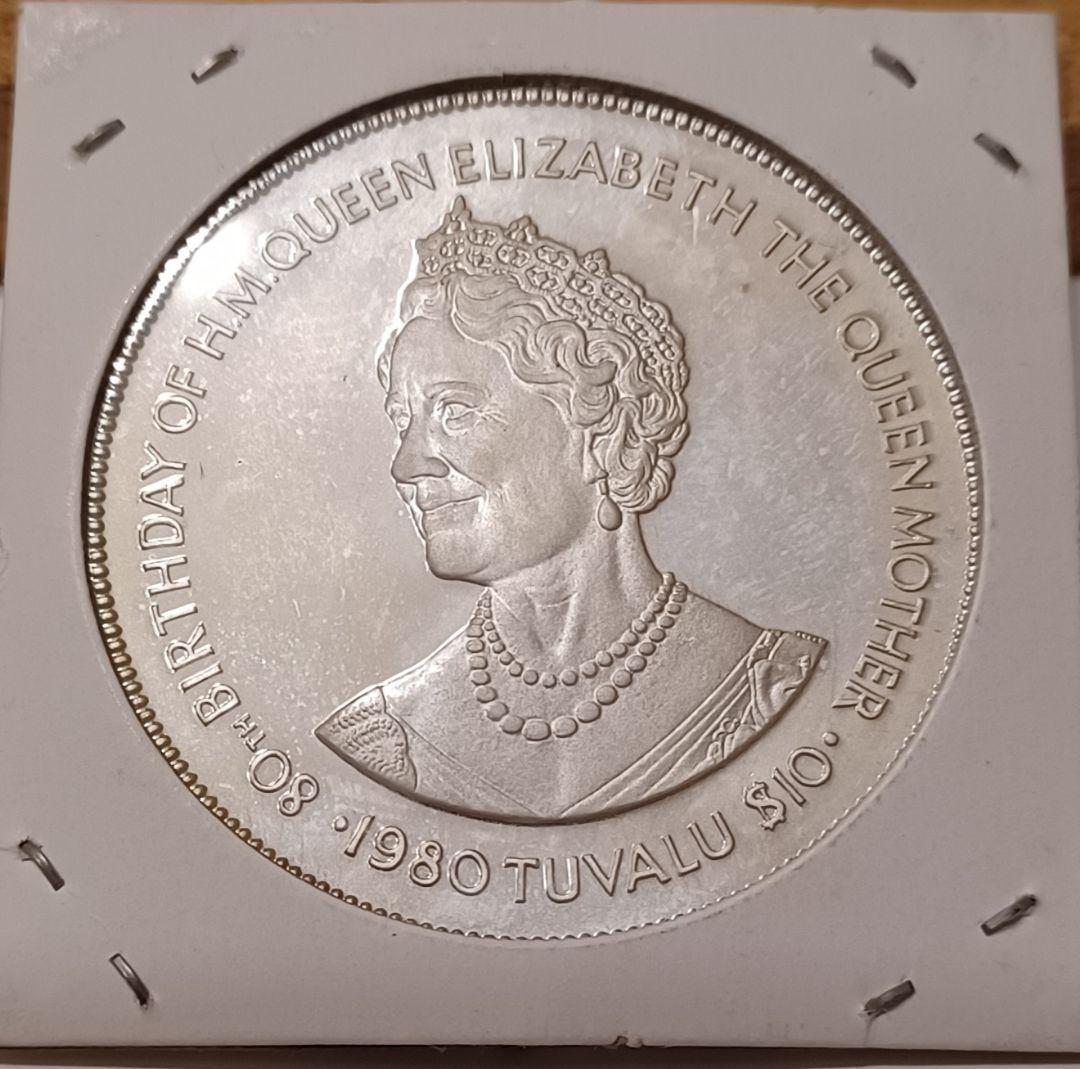 80TH BIRTHDAY OF H.M. QUEEN ELIZABETH THE QUEEN MOTHER
· 1980 TUVALU $10 ·